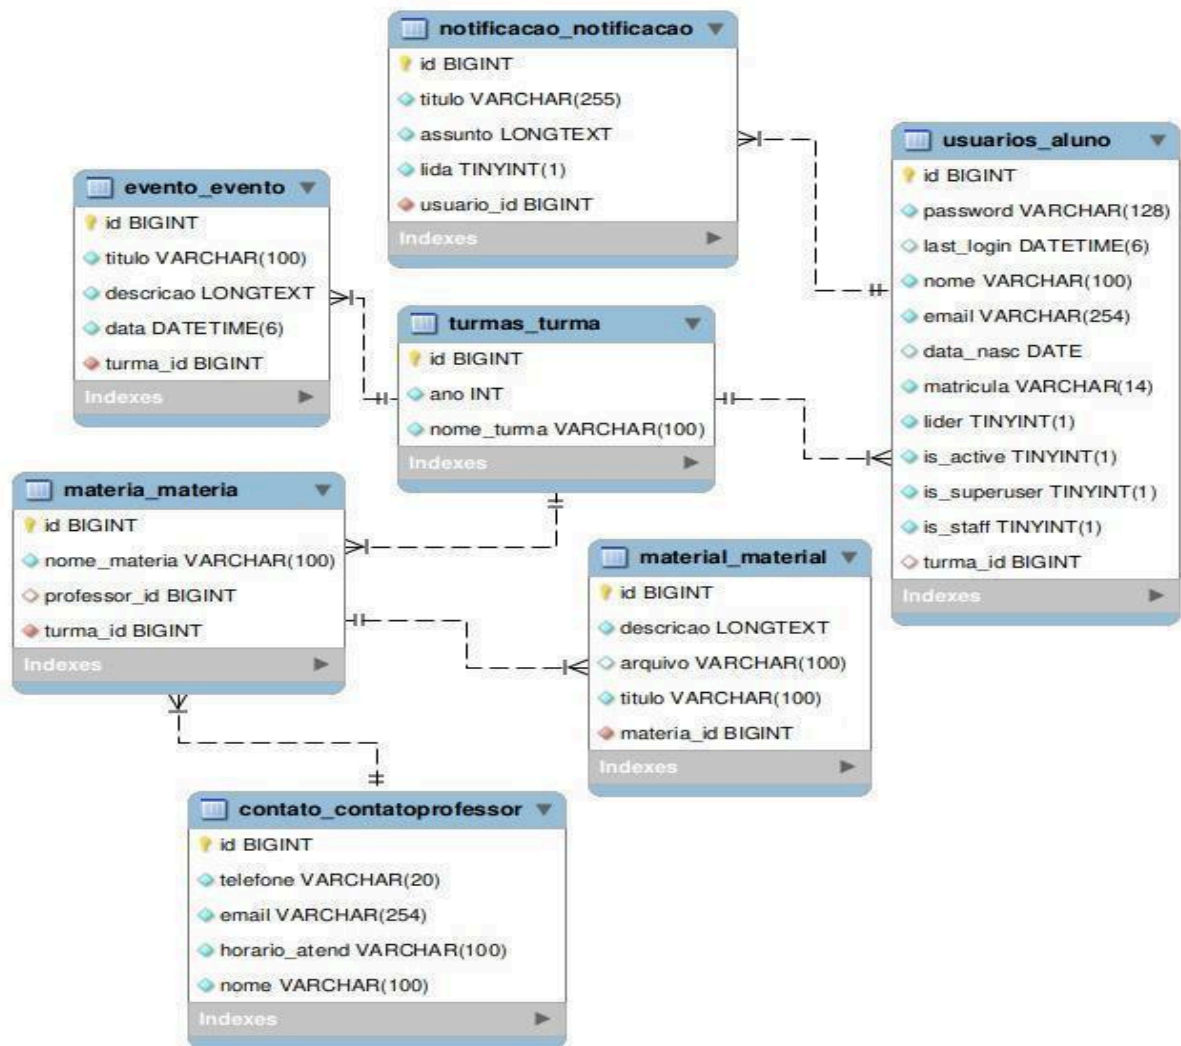 notificacao_notificacao
id BIGINT
titulo VARCHAR(255)
assunto LONGTEXT
lida TINYINT(1)
usuario_id BIGINT
Indexes
usuarios_aluno
id BIGINT
password VARCHAR(128)
last_login DATETIME(6)
nome VARCHAR(100)
email VARCHAR(254)
data_nasc DATE
matricula VARCHAR(14)
lider TINYINT(1)
is_active TINYINT(1)
is_superuser TINYINT(1)
is_staff TINYINT(1)
turma_id BIGINT
Indexes
evento_evento
id BIGINT
titulo VARCHAR(100)
descricao LONGTEXT
data DATETIME(6)
turma_id BIGINT
Indexes
turmas_turma
id BIGINT
ano INT
nome_turma VARCHAR(100)
Indexes
materia_materia
id BIGINT
nome_materia VARCHAR(100)
professor_id BIGINT
turma_id BIGINT
Indexes
material_material
id BIGINT
descricao LONGTEXT
arquivo VARCHAR(100)
titulo VARCHAR(100)
materia_id BIGINT
Indexes
contato_contatoprofessor
id BIGINT
telefone VARCHAR(20)
email VARCHAR(254)
horario_atend VARCHAR(100)
nome VARCHAR(100)
Indexes